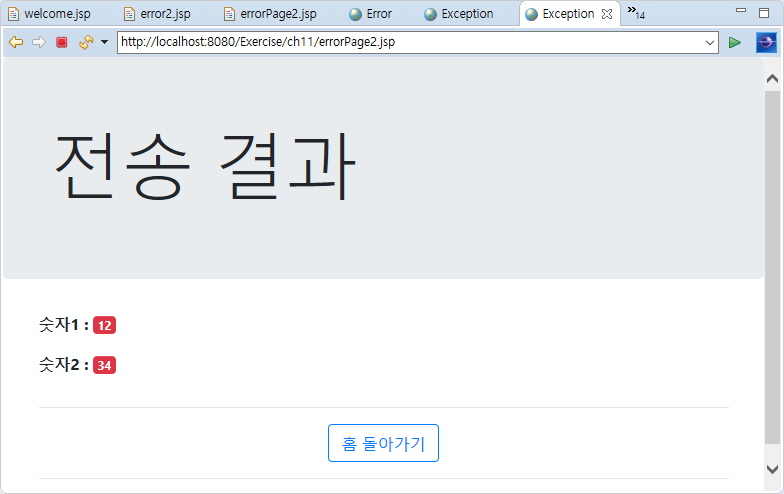 welcome.jsp error2.jsp errorPage2.jsp Error Exception Exception »14
http://localhost:8080/Exercise/ch11/errorPage2.jsp
전송 결과
숫자1 : 12
숫자2 : 34
홈 돌아가기